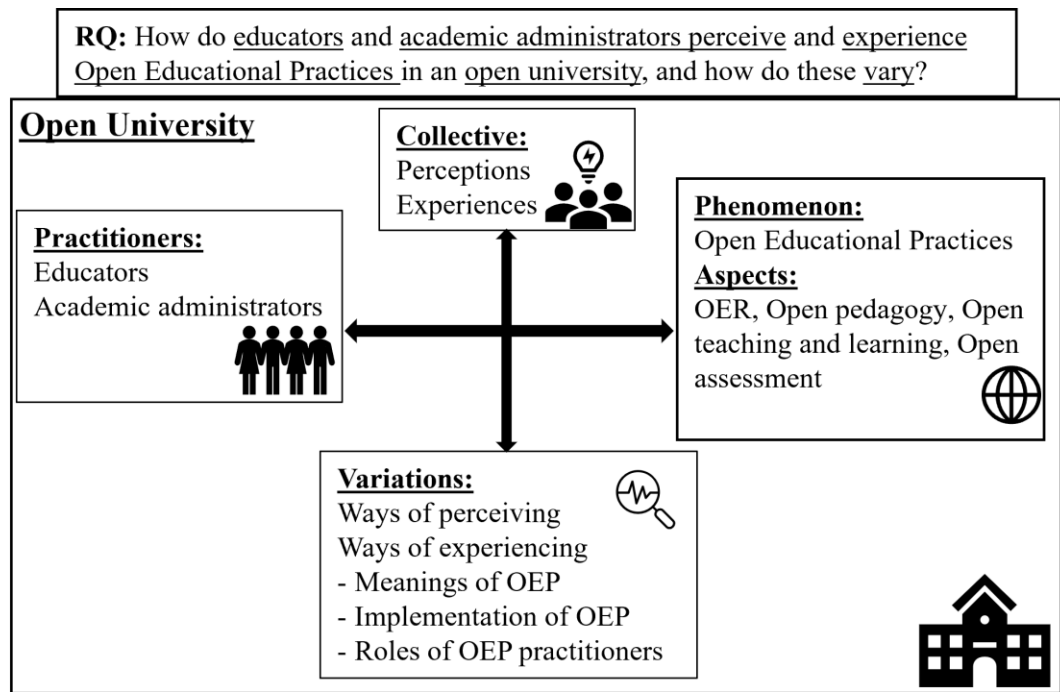 RQ: How do educators and academic administrators perceive and experience
Open Educational Practices in an open university, and how do these vary?
Open University
Collective:
Perceptions
Experiences
Practitioners:
Educators
Academic administrators
Phenomenon:
Open Educational Practices
Aspects:
OER, Open pedagogy, Open
teaching and learning, Open
assessment
Variations:
Ways of perceiving
Ways of experiencing
- Meanings of OEP
- Implementation of OEP
- Roles of OEP practitioners